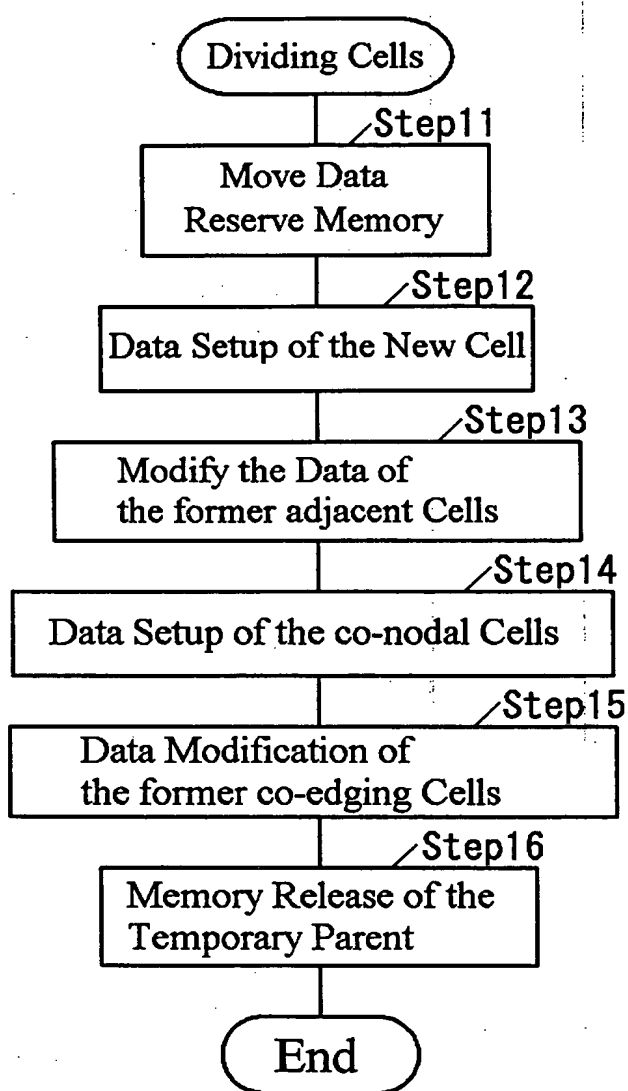 Dividing Cells
Step11
Move Data
Reserve Memory
Step12
Data Setup of the New Cell
Step13
Modify the Data of
the former adjacent Cells
Step14
Data Setup of the co-nodal Cells
Step15
Data Modification of
the former co-edging Cells
Step16
Memory Release of the
Temporary Parent
End